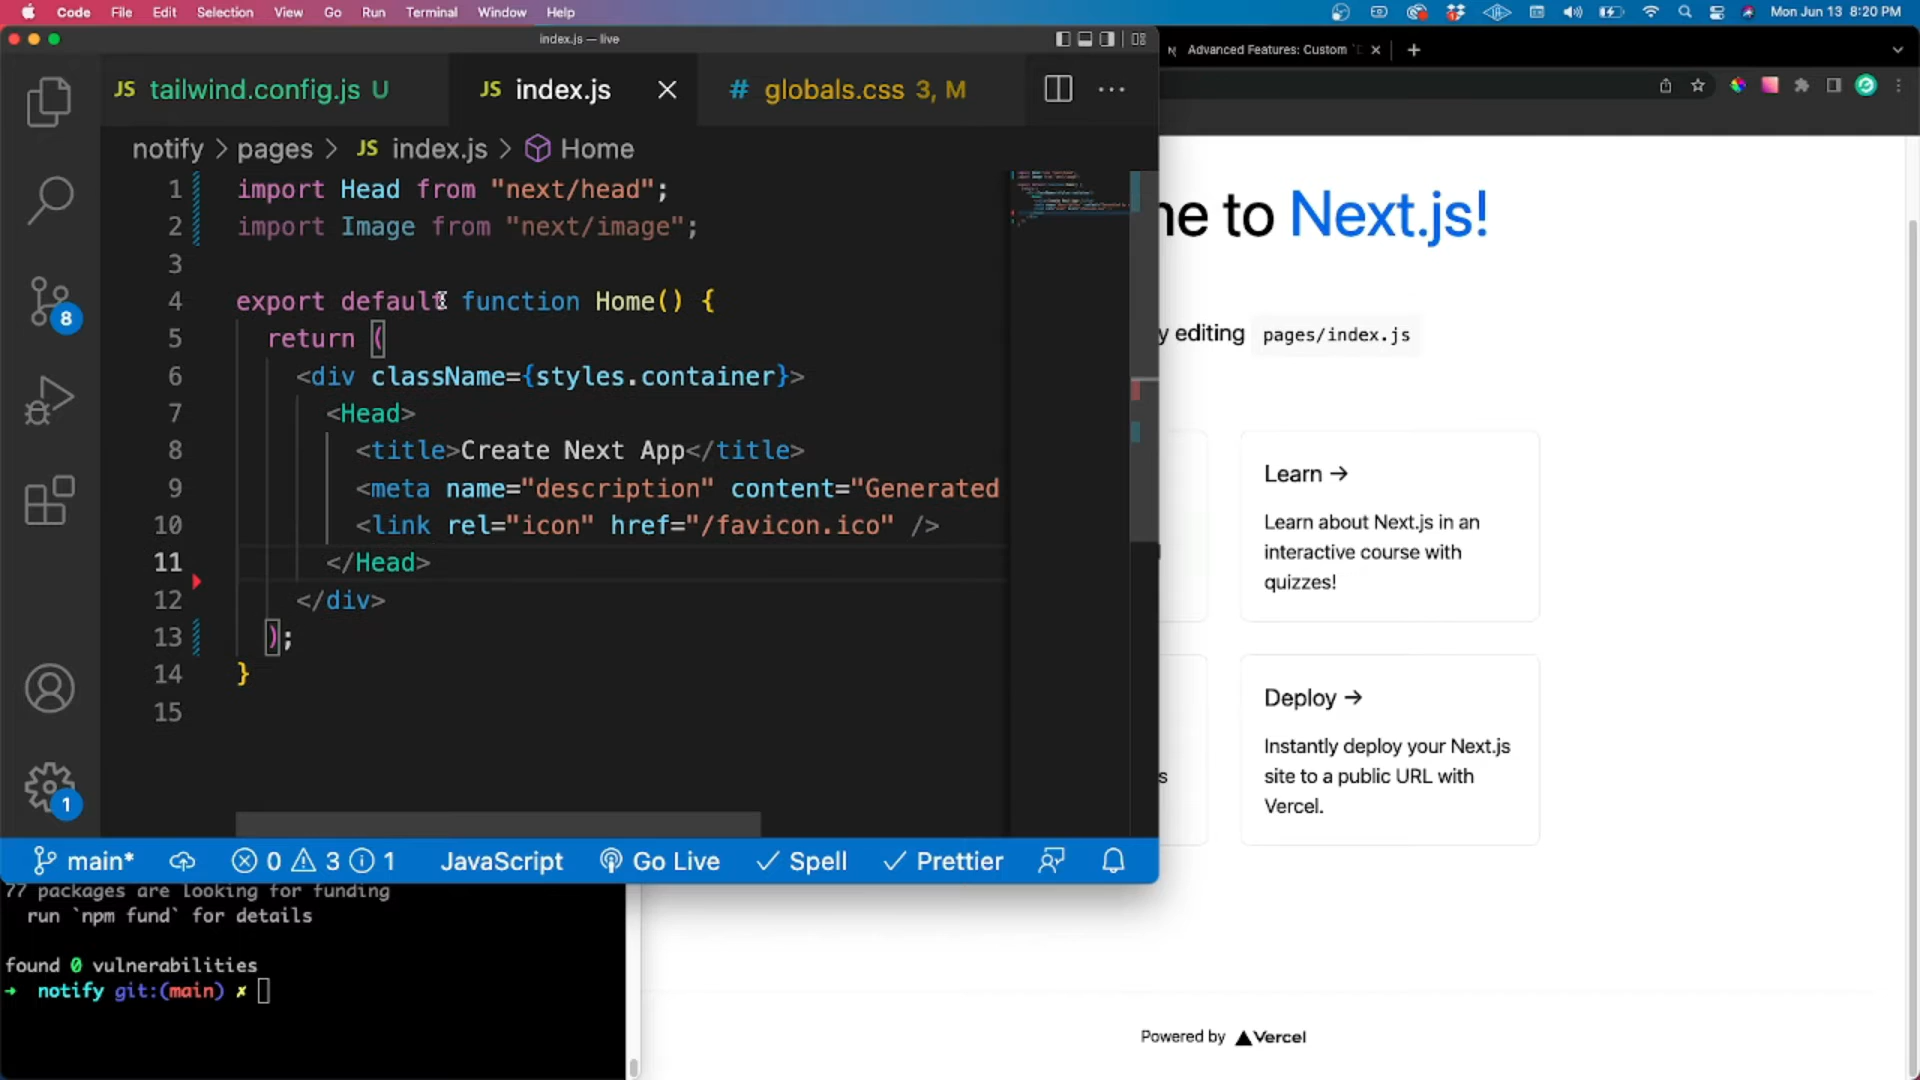 Code File Edit Selection View Go Run Terminal Window Help
Mon Jun 13 8:20 PM
index.js — live
Advanced Features: Custom
JS tailwind.config.js U
JS index.js
# globals.css 3, M
notify > pages > JS index.js > Home
1 import Head from "next/head";
2 import Image from "next/image";
3
4 export default function Home() {
5 return (
6 <div className={styles.container}>
7 <Head>
8 <title>Create Next App</title>
9 <meta name="description" content="Generated
10 <link rel="icon" href="/favicon.ico" />
11 </Head>
12 </div>
13 );
14 }
15
1
8
main* 0 3 1 JavaScript Go Live Spell Prettier
77 packages are looking for funding
run `npm fund` for details
found 0 vulnerabilities
→ notify git:(main) ✗
ne to Next.js!
y editing pages/index.js
Learn →
Learn about Next.js in an
interactive course with
quizzes!
Deploy →
Instantly deploy your Next.js
site to a public URL with
Vercel.
s
Powered by ▲Vercel